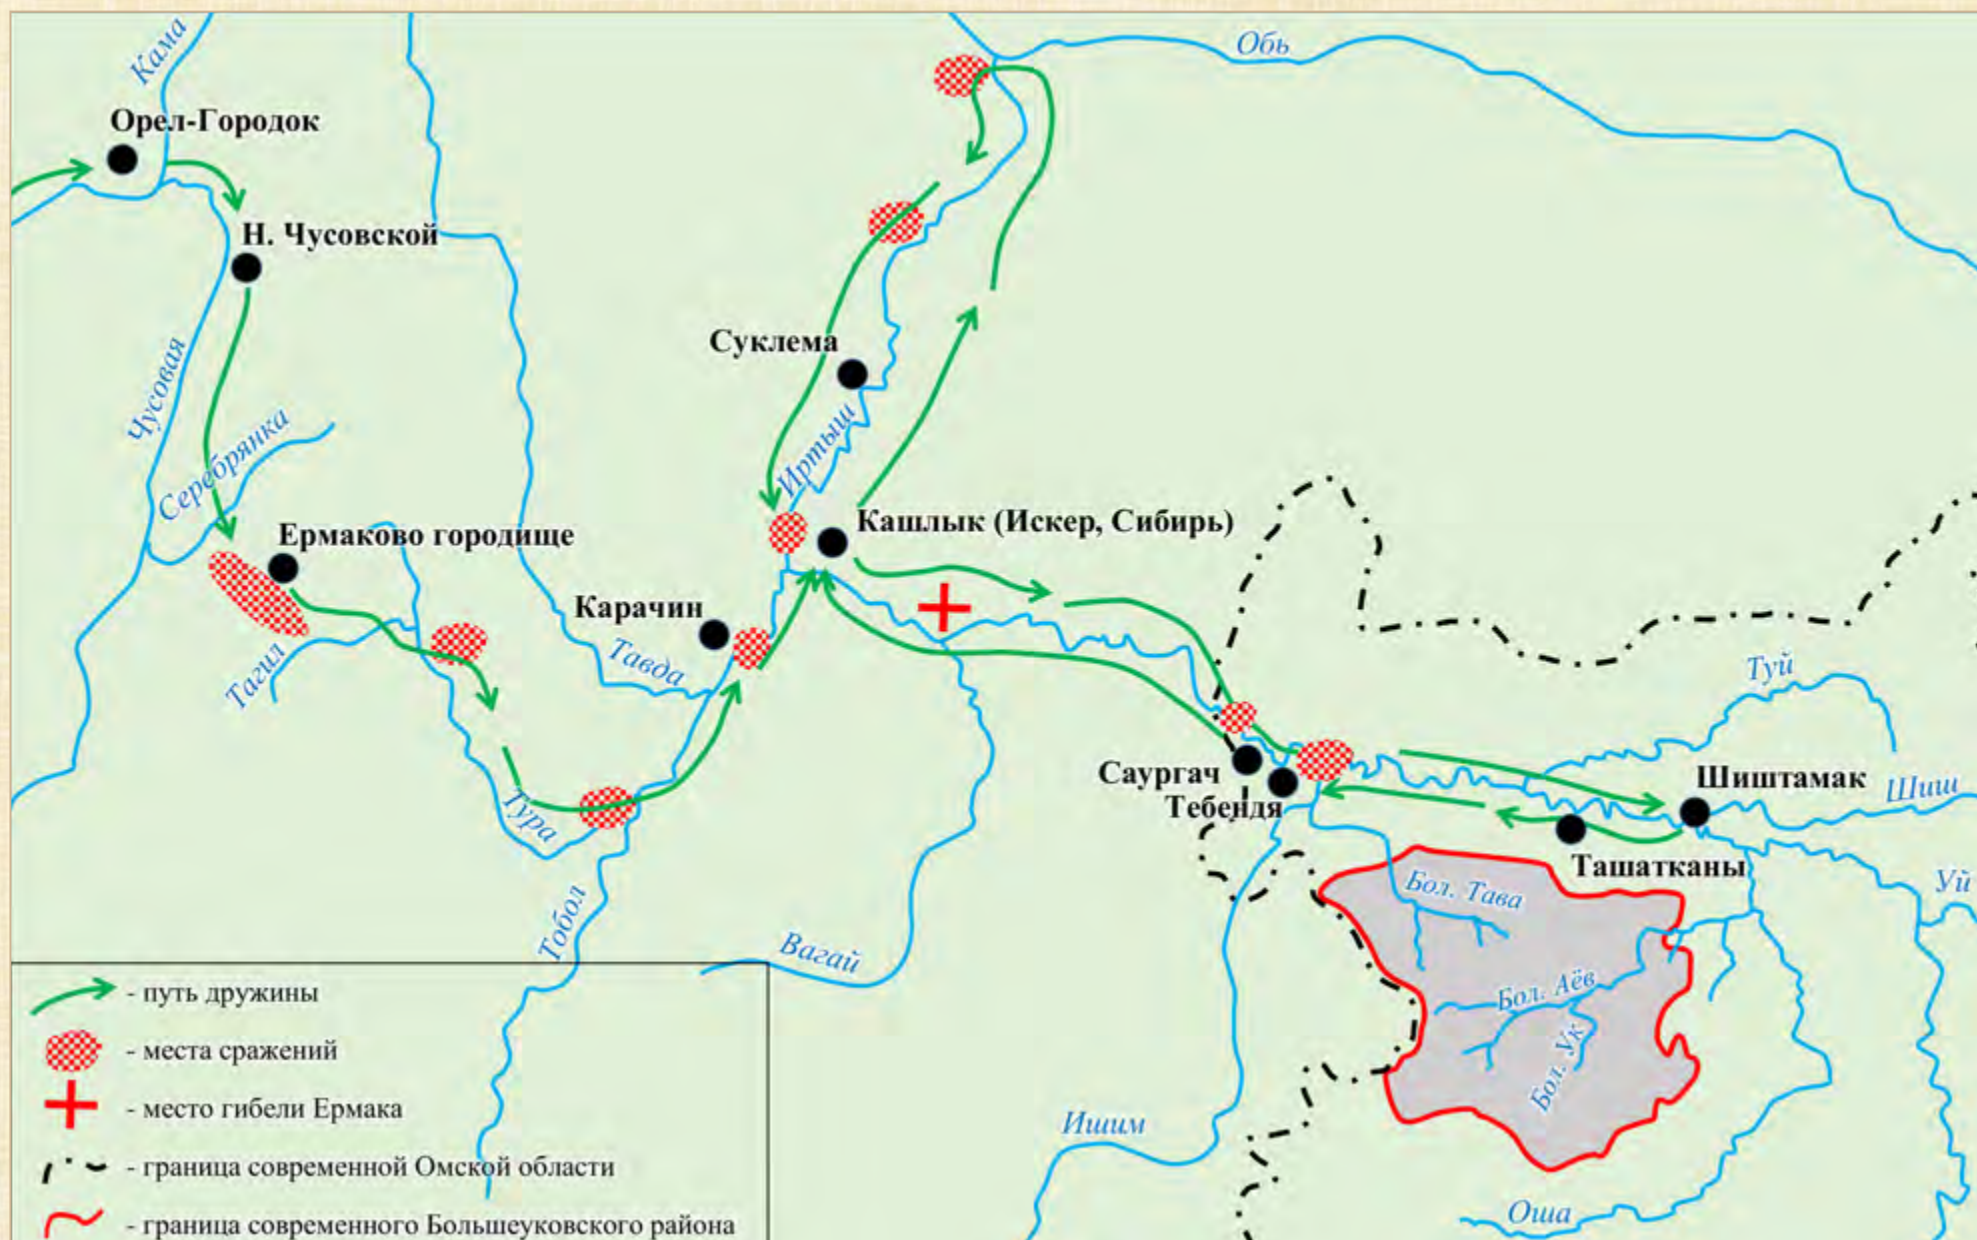 Кама
Обь
Орел-Городок
Н. Чусовской
Чусовая
Суклема
Серебрянка
Иртыш
Кашлык (Искер, Сибирь)
Ермаково городище
Карачин
Тавда
Тагил
Туй
Саургач
Тебендя
Шиштамак
Шиш
Тура
Ташатканы
Уй
Бол. Тава
Тобол
Вагай
Бол. Аёв
Бол. Ук
Ишим
Оша
- путь дружины
- места сражений
- место гибели Ермака
- граница современной Омской области
- граница современного Большеуковского района